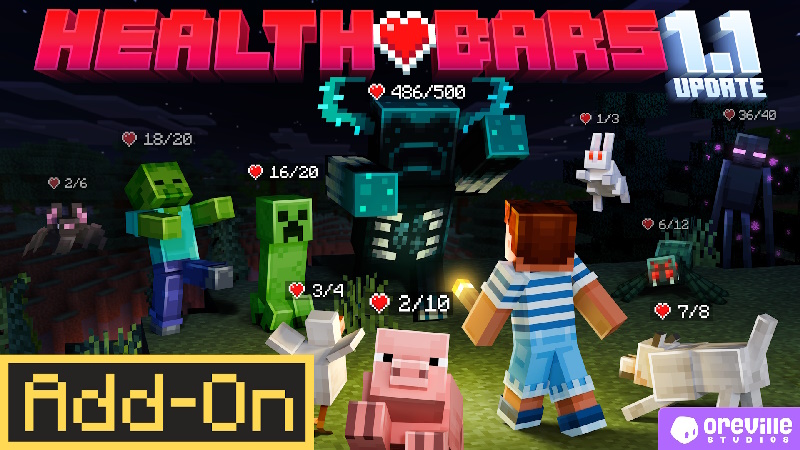 HEALTH BARS
1.1
UPDATE
486/500
36/40
1/3
18/20
16/20
2/6
6/12
3/4
2/10
7/8
Add-On
oreville
STUDIOS